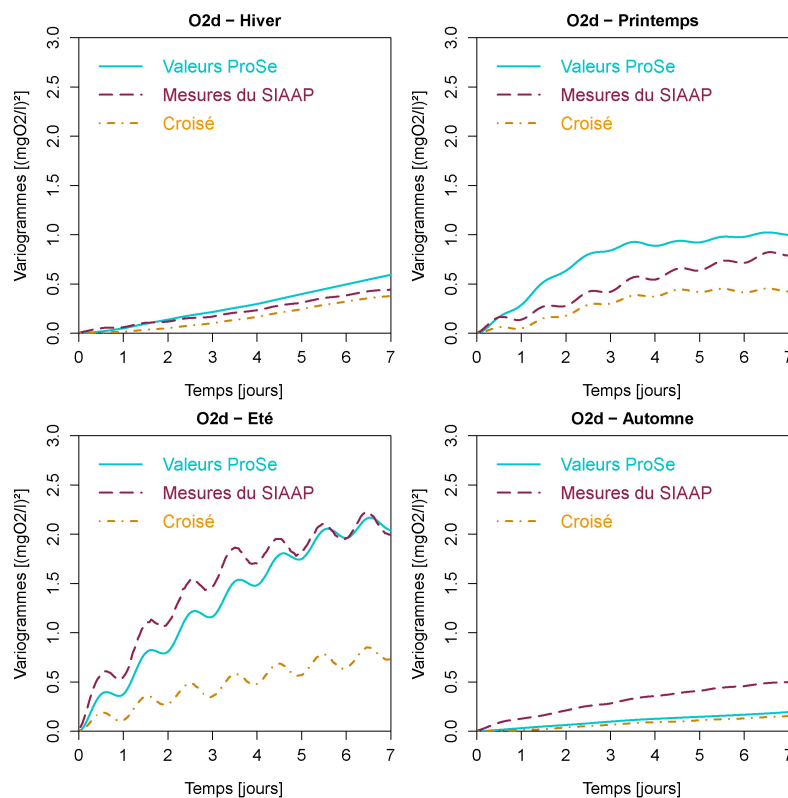 O2d − Hiver
Variogrammes [(mgO2/l)²]
3.0
2.5
2.0
1.5
1.0
0.5
0.0
Valeurs ProSe
Mesures du SIAAP
Croisé
0 1 2 3 4 5 6 7
Temps [jours]
O2d − Printemps
Variogrammes [(mgO2/l)²]
3.0
2.5
2.0
1.5
1.0
0.5
0.0
Valeurs ProSe
Mesures du SIAAP
Croisé
0 1 2 3 4 5 6 7
Temps [jours]
O2d − Eté
Variogrammes [(mgO2/l)²]
3.0
2.5
2.0
1.5
1.0
0.5
0.0
Valeurs ProSe
Mesures du SIAAP
Croisé
0 1 2 3 4 5 6 7
Temps [jours]
O2d − Automne
Variogrammes [(mgO2/l)²]
3.0
2.5
2.0
1.5
1.0
0.5
0.0
Valeurs ProSe
Mesures du SIAAP
Croisé
0 1 2 3 4 5 6 7
Temps [jours]